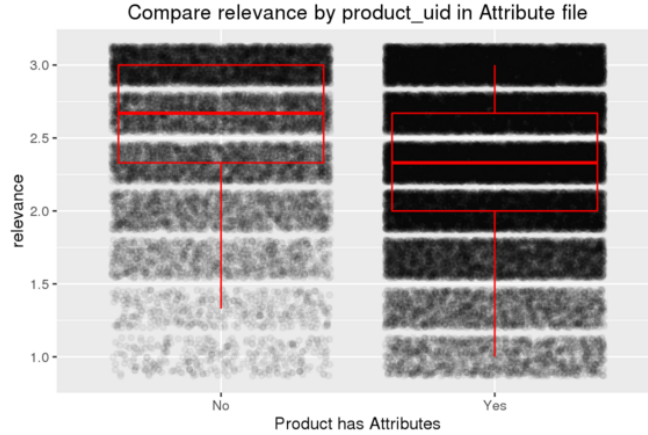 Compare relevance by product_uid in Attribute file
relevance
3.0
2.5
2.0
1.5
1.0
No
Yes
Product has Attributes